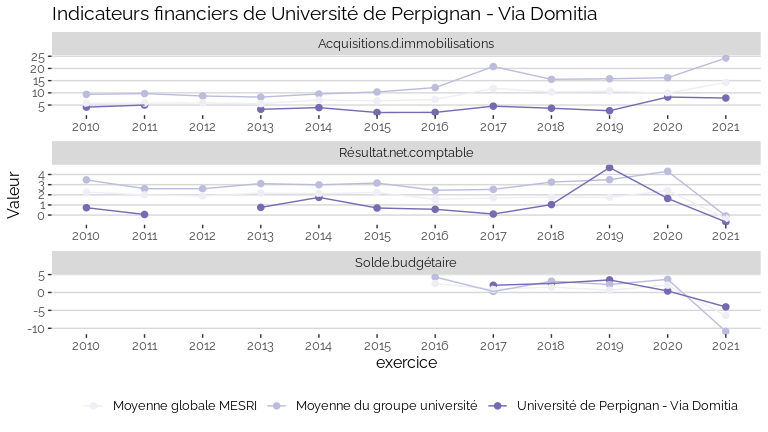 Indicateurs financiers de Université de Perpignan - Via Domitia
Acquisitions.d.immobilisations
25
20
15
10
5
2010 2011 2012 2013 2014 2015 2016 2017 2018 2019 2020 2021
Résultat.net.comptable
4
3
2
1
0
2010 2011 2012 2013 2014 2015 2016 2017 2018 2019 2020 2021
Valeur
Solde.budgétaire
5
0
-5
-10
2010 2011 2012 2013 2014 2015 2016 2017 2018 2019 2020 2021
exercice
Moyenne globale MESRI Moyenne du groupe université Université de Perpignan - Via Domitia